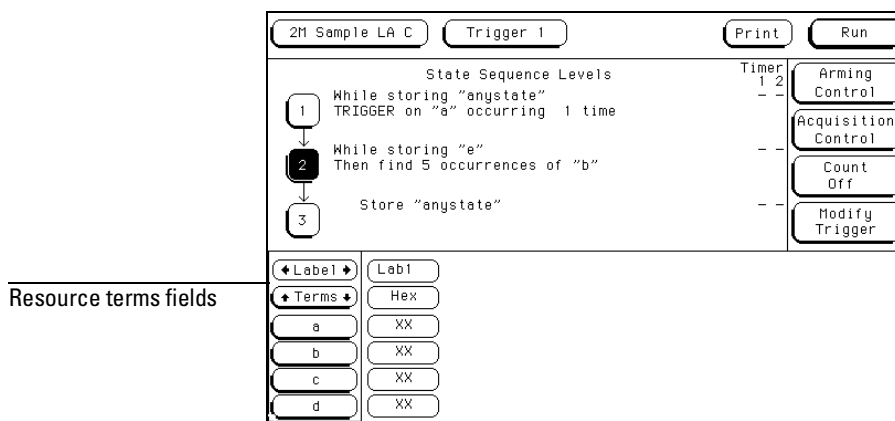 2M Sample LA C Trigger 1 Print Run
State Sequence Levels
Timer
1 2
While storing "anystate" - -
1 TRIGGER on "a" occurring 1 time
While storing "e" - -
2 Then find 5 occurrences of "b"
Store "anystate" - -
3
Arming
Control
Acquisition
Control
Count
Off
Modify
Trigger
Resource terms fields
Label Lab1
Terms Hex
a XX
b XX
c XX
d XX